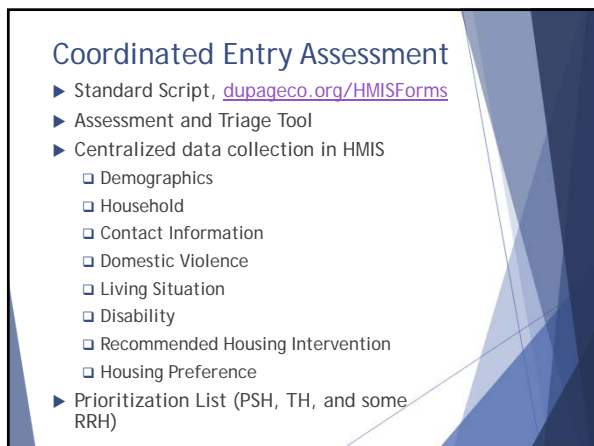 Coordinated Entry Assessment
Standard Script, dupageco.org/HMISForms
Assessment and Triage Tool
Centralized data collection in HMIS
Demographics
Household
Contact Information
Domestic Violence
Living Situation
Disability
Recommended Housing Intervention
Housing Preference
Prioritization List (PSH, TH, and some
RRH)